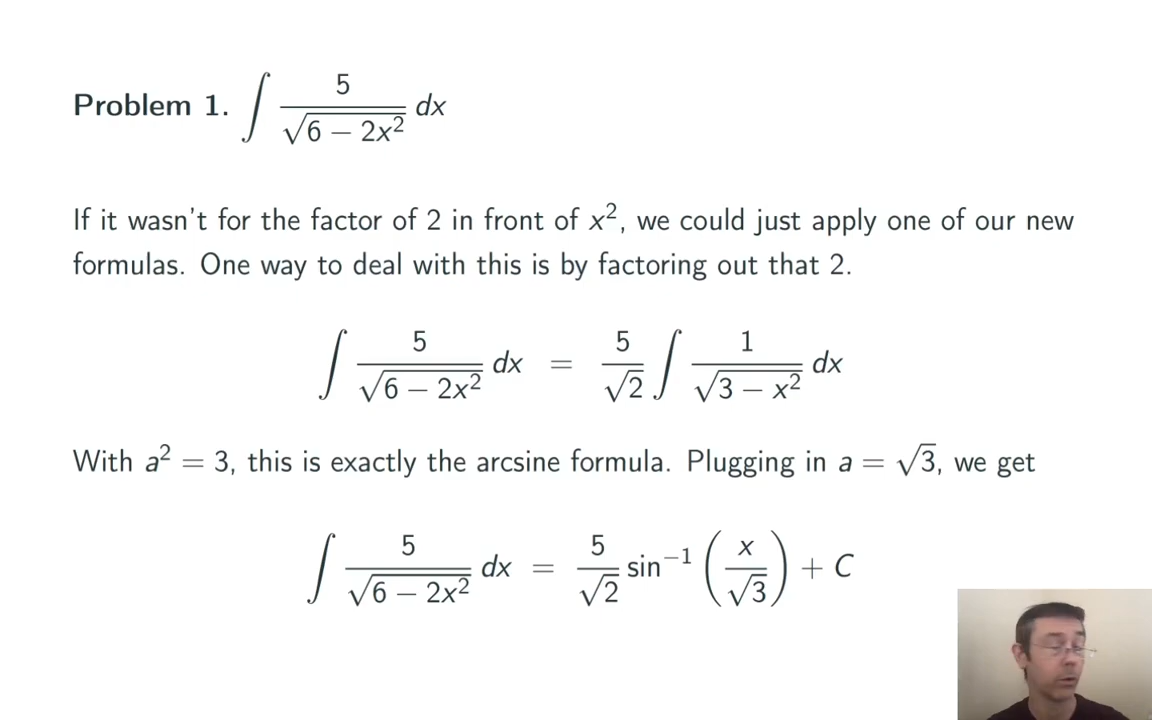 Problem 1. ∫ 5/√(6 − 2x²) dx
If it wasn't for the factor of 2 in front of x², we could just apply one of our new
formulas. One way to deal with this is by factoring out that 2.
∫ 5/√(6 − 2x²) dx = 5/√2 ∫ 1/√(3 − x²) dx
With a² = 3, this is exactly the arcsine formula. Plugging in a = √3, we get
∫ 5/√(6 − 2x²) dx = 5/√2 sin⁻¹ (x/√3) + C